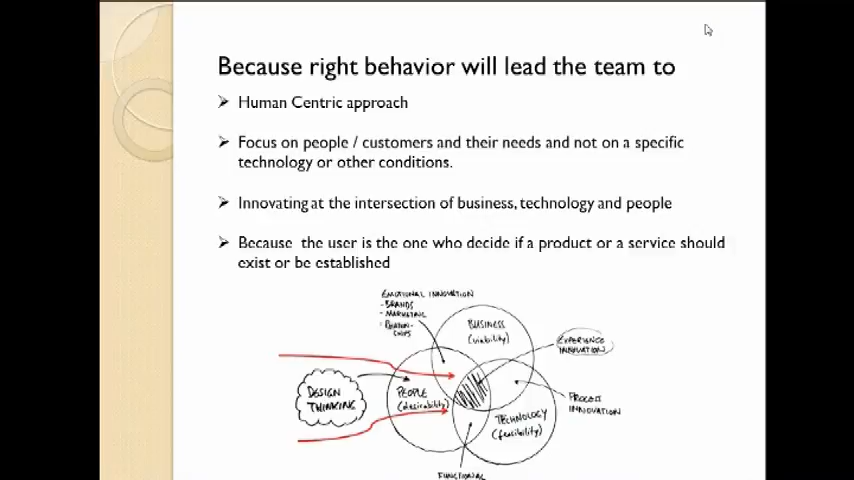 Because right behavior will lead the team to
Human Centric approach
Focus on people / customers and their needs and not on a specific
technology or other conditions.
Innovating at the intersection of business, technology and people
Because the user is the one who decide if a product or a service should
exist or be established
EMOTIONAL INNOVATION
- BRANDS
- MARKETING
- RELATION-
SHIPS
BUSINESS
(viability)
EXPERIENCE
INNOVATION
DESIGN
THINKING
PEOPLE
(desirability)
PROCESS
INNOVATION
TECHNOLOGY
(feasibility)
FUNCTIONAL